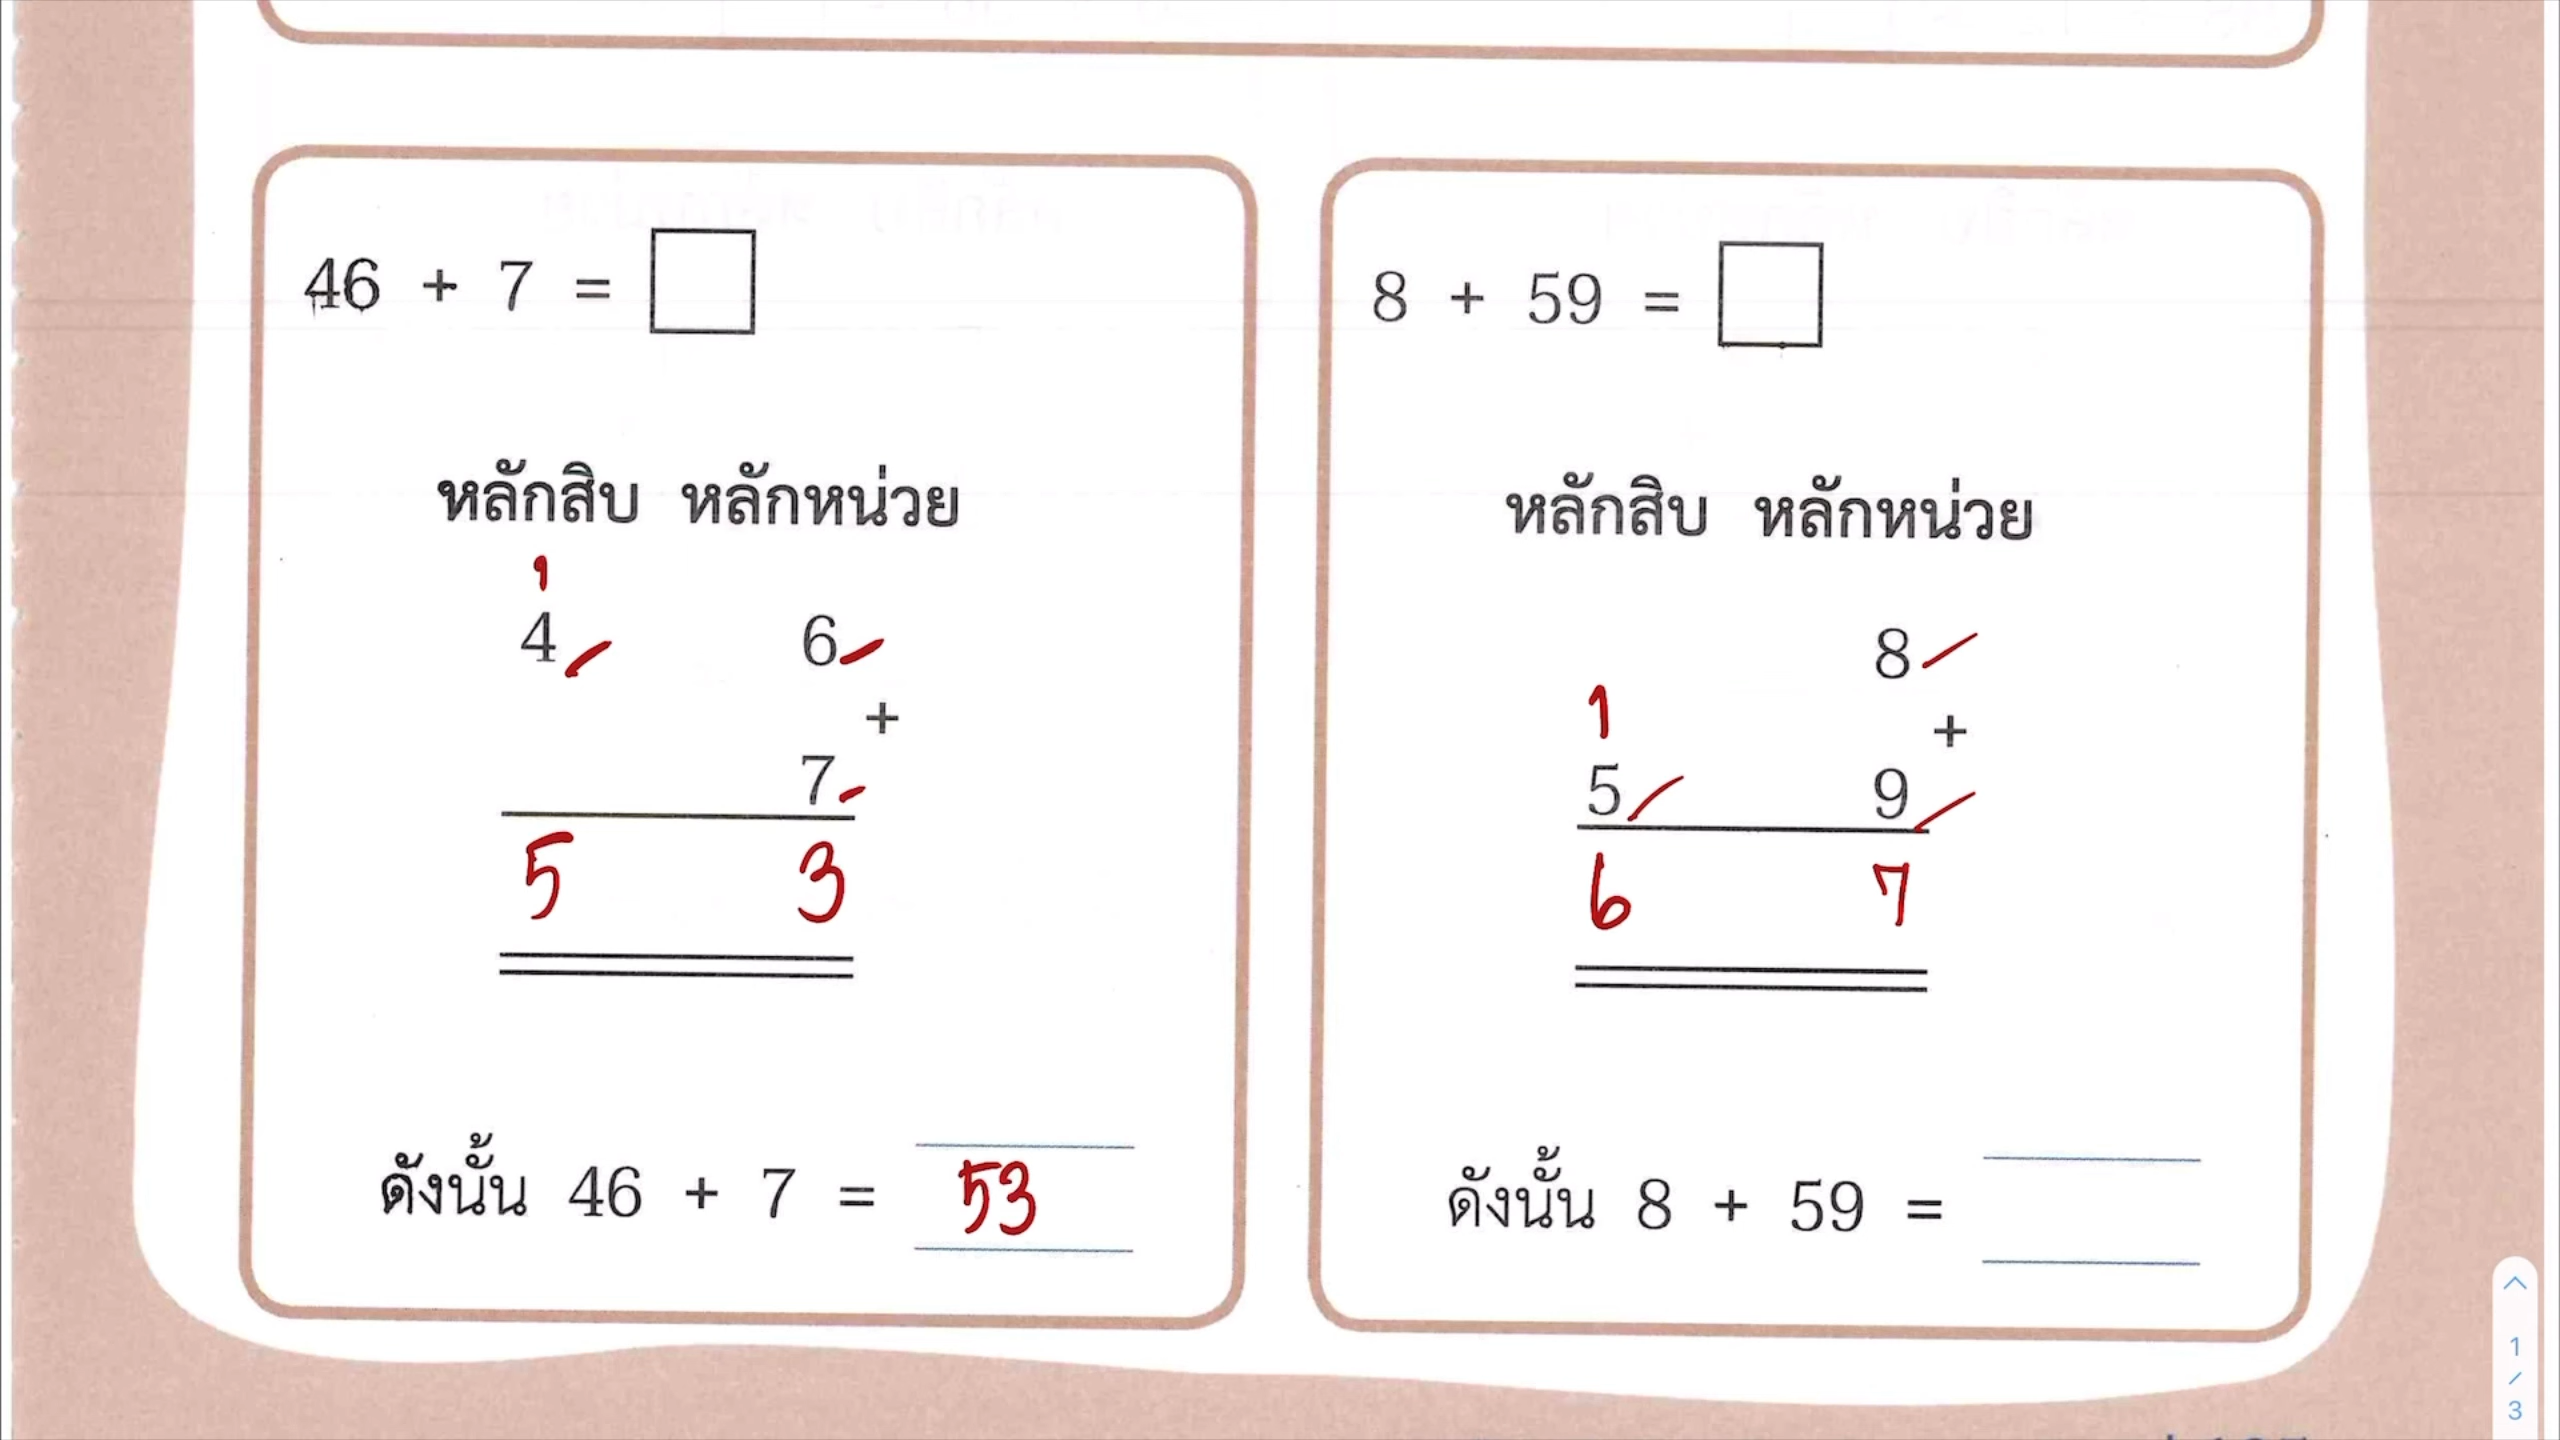 46 + 7 =
หลักสิบ หลักหน่วย
1
4 6
+
7
5 3
ดังนั้น 46 + 7 = 53
8 + 59 =
หลักสิบ หลักหน่วย
8
1 +
5 9
6 7
ดังนั้น 8 + 59 =
1
/
3